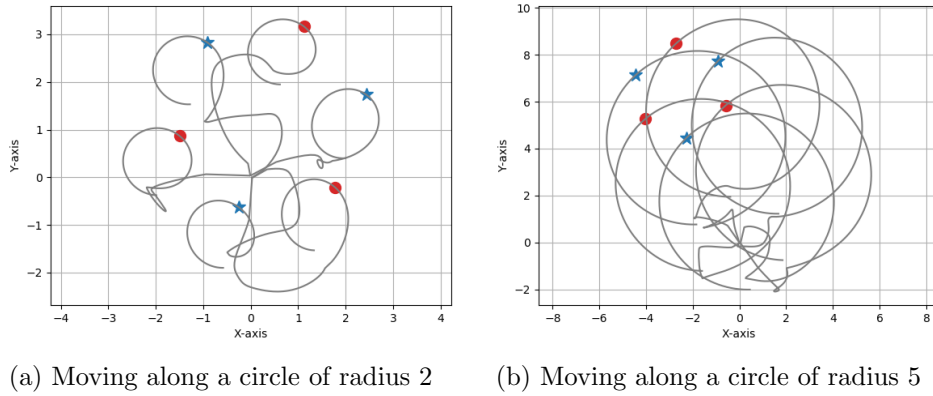 3
2
1
0
−1
−2
Y-axis
−4 −3 −2 −1 0 1 2 3 4
X-axis
(a) Moving along a circle of radius 2
10
8
6
4
2
0
−2
Y-axis
−8 −6 −4 −2 0 2 4 6 8
X-axis
(b) Moving along a circle of radius 5